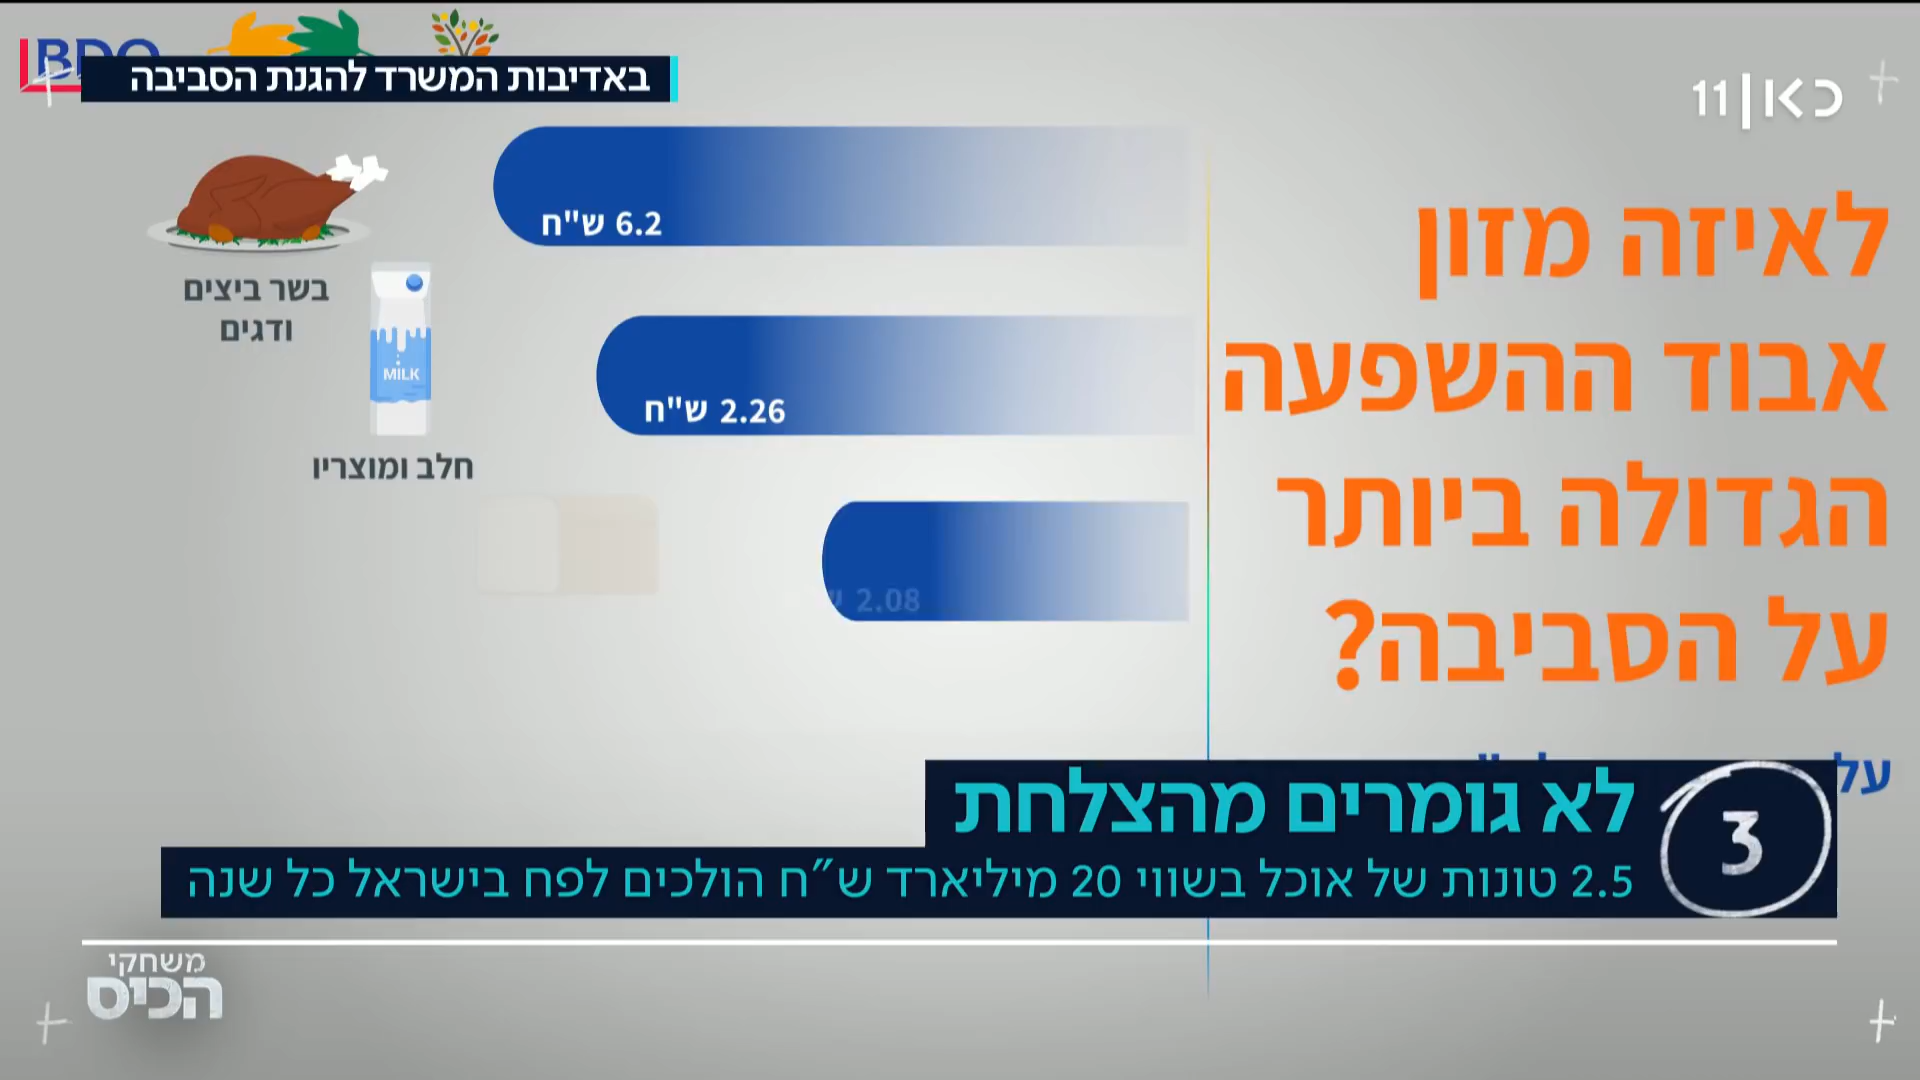 BDO
באדיבות המשרד להגנת הסביבה
כאן 11
לאיזה מזון
אבוד ההשפעה
הגדולה ביותר
על הסביבה?
על
6.2 ש"ח
בשר ביצים
ודגים
2.26 ש"ח
MILK
חלב ומוצריו
2.08
3
לא גומרים מהצלחת
2.5 טונות של אוכל בשווי 20 מיליארד ש״ח הולכים לפח בישראל כל שנה
משחקי
הכיס